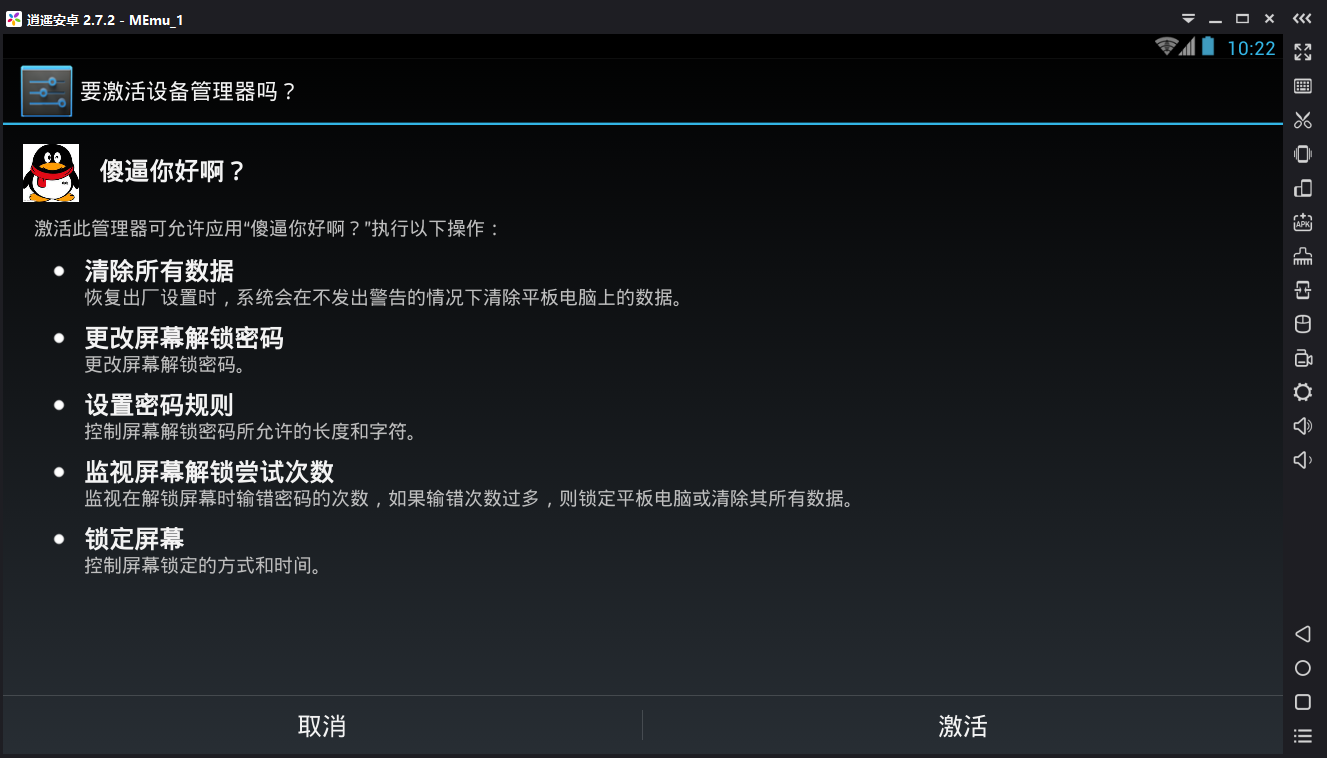 逍遥安卓 2.7.2 - MEmu_1
10:22
要激活设备管理器吗？
傻逼你好啊？
激活此管理器可允许应用“傻逼你好啊？”执行以下操作：
清除所有数据
恢复出厂设置时，系统会在不发出警告的情况下清除平板电脑上的数据。
更改屏幕解锁密码
更改屏幕解锁密码。
设置密码规则
控制屏幕解锁密码所允许的长度和字符。
监视屏幕解锁尝试次数
监视在解锁屏幕时输错密码的次数，如果输错次数过多，则锁定平板电脑或清除其所有数据。
锁定屏幕
控制屏幕锁定的方式和时间。
取消
激活
APK